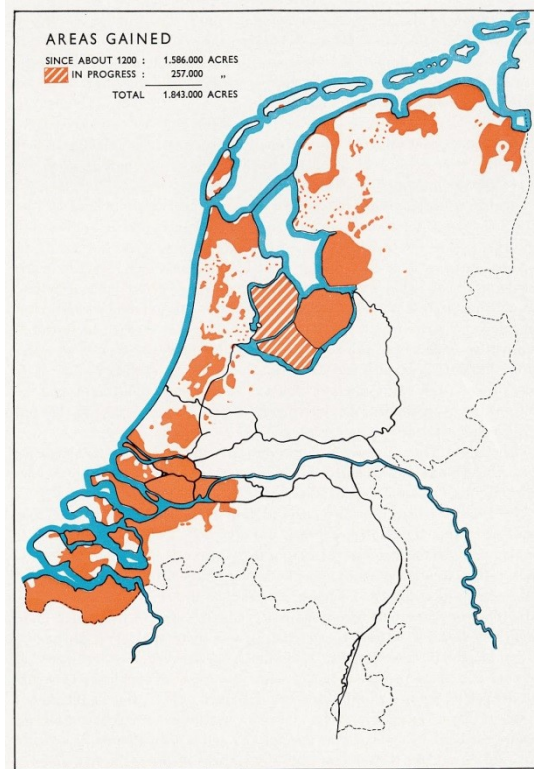 AREAS GAINED
SINCE ABOUT 1200 : 1.586.000 ACRES
IN PROGRESS : 257.000 „
TOTAL 1.843.000 ACRES